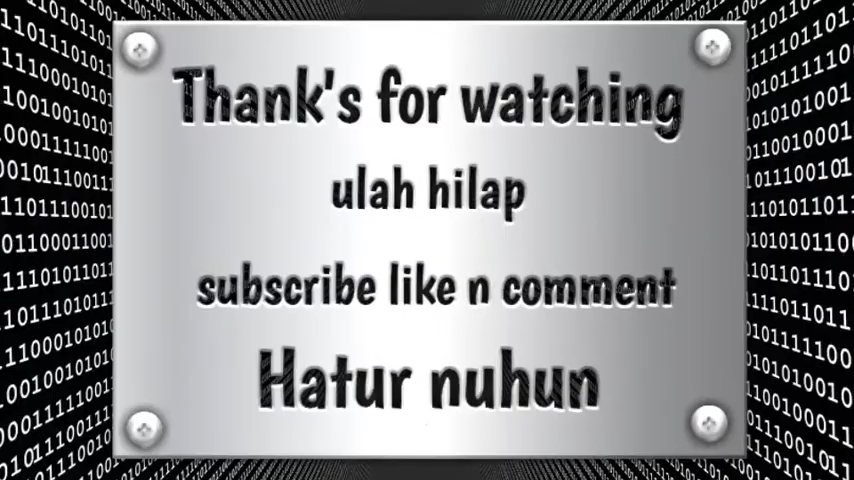 Thank's for watching
ulah hilap
subscribe like n comment
Hatur nuhun